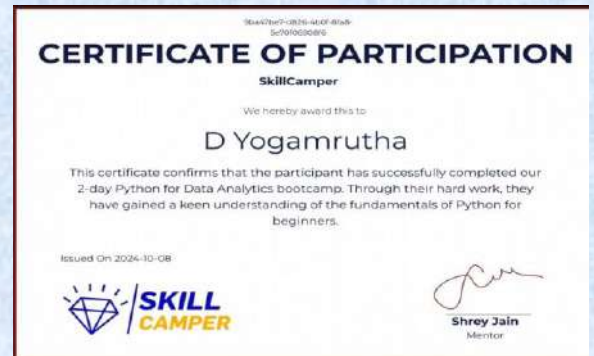 CERTIFICATE OF PARTICIPATION
SkillCamper
We hereby award this to
D Yogamrutha
This certificate confirms that the participant has successfully completed our
2-day Python for Data Analytics bootcamp. Through their hard work, they
have gained a keen understanding of the fundamentals of Python for
beginners.
Issued On 2024-10-08
SKILL
CAMPER
Shrey Jain
Mentor